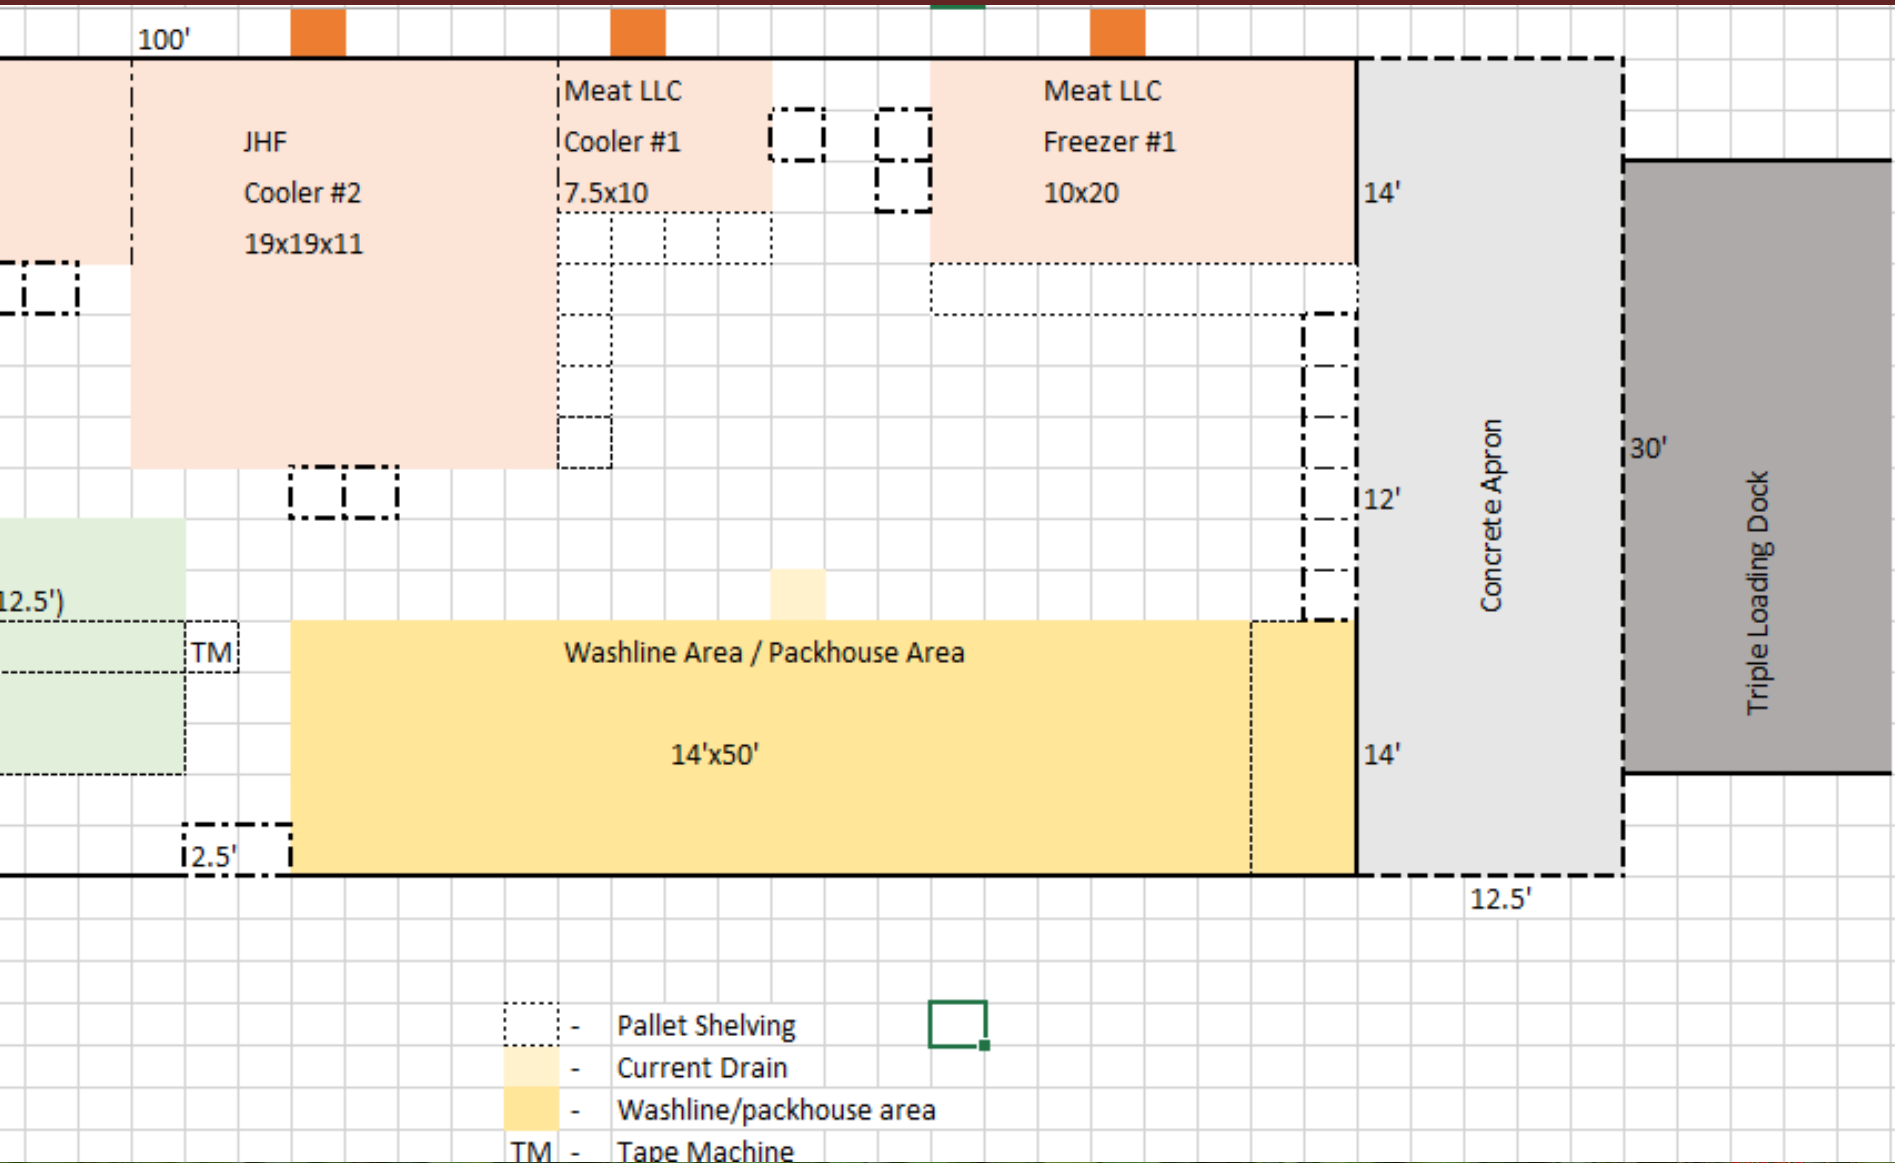 100'
JHF
Cooler #2
19x19x11
Meat LLC
Cooler #1
7.5x10
Meat LLC
Freezer #1
10x20
14'
12'
14'
Concrete Apron
30'
Triple Loading Dock
12.5')
TM
Washline Area / Packhouse Area
14'x50'
2.5'
12.5'
- Pallet Shelving
- Current Drain
- Washline/packhouse area
TM - Tape Machine